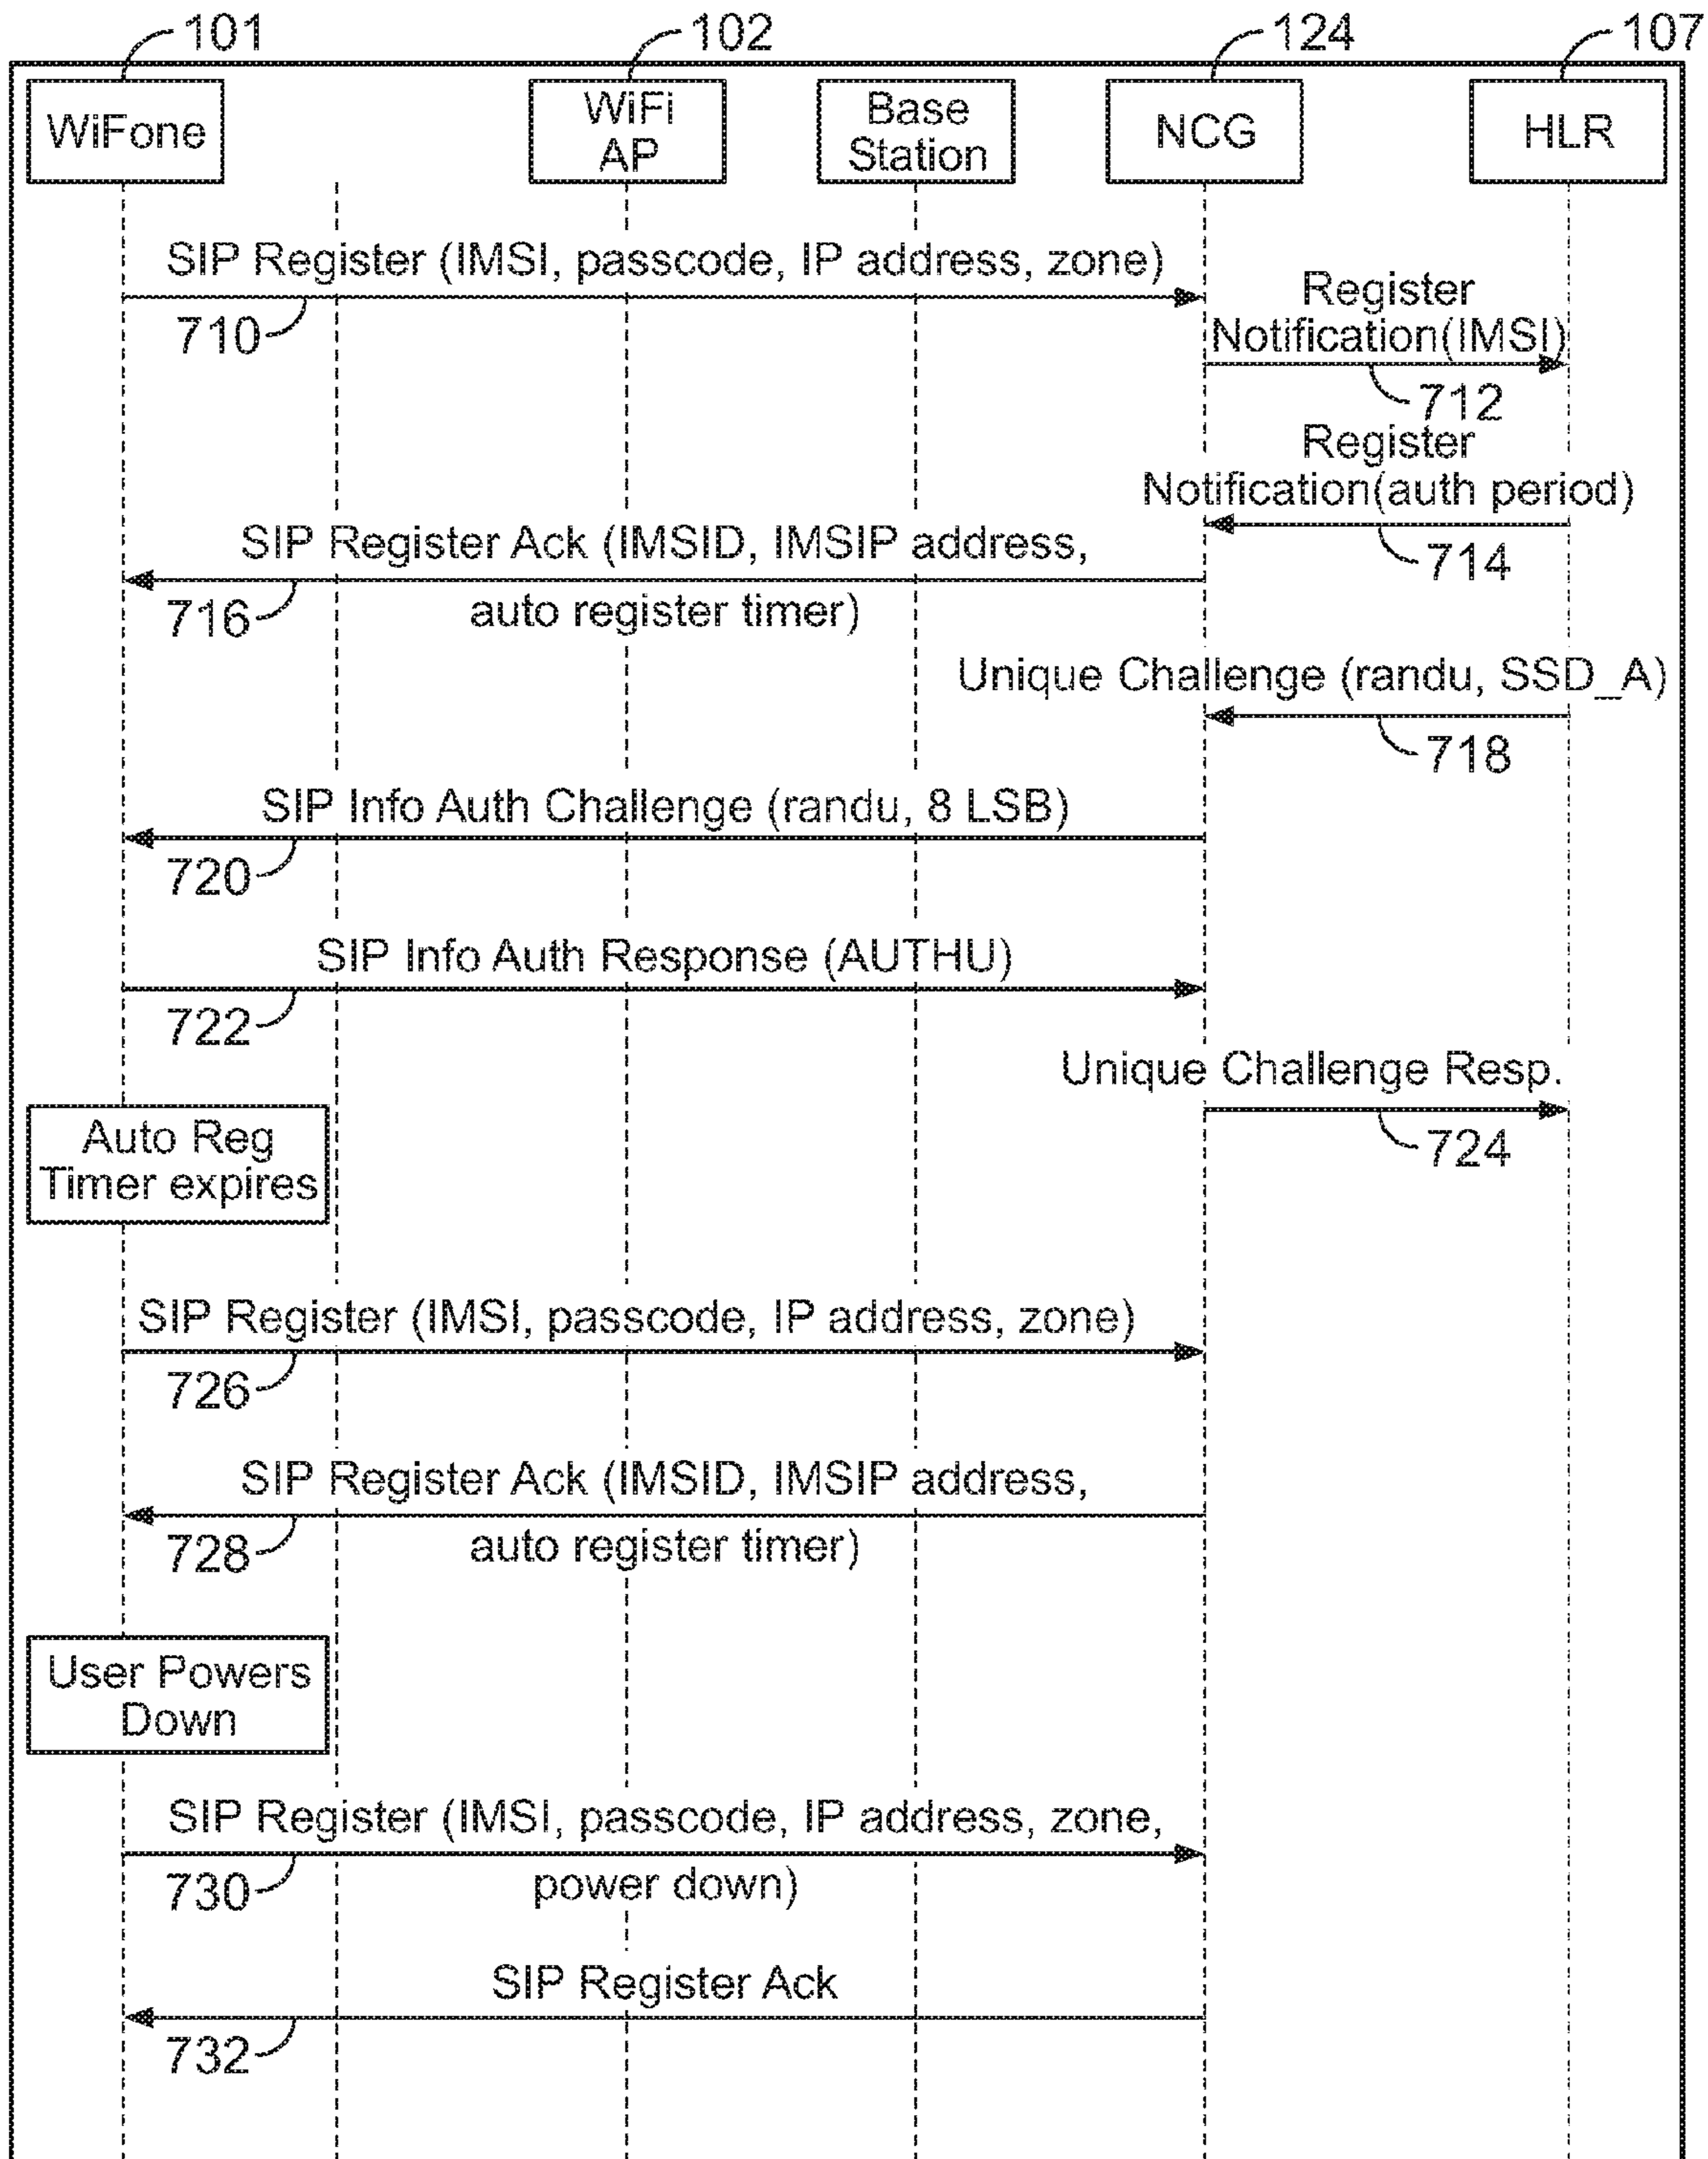 101
102
124
107
WiFone
WiFi
AP
Base
Station
NCG
HLR
SIP Register (IMSI, passcode, IP address, zone)
710
Register
Notification(IMSI)
712
Register
Notification(auth period)
714
SIP Register Ack (IMSID, IMSIP address,
auto register timer)
716
Unique Challenge (randu, SSD_A)
718
SIP Info Auth Challenge (randu, 8 LSB)
720
SIP Info Auth Response (AUTHU)
722
Unique Challenge Resp.
724
Auto Reg
Timer expires
SIP Register (IMSI, passcode, IP address, zone)
726
SIP Register Ack (IMSID, IMSIP address,
auto register timer)
728
User Powers
Down
SIP Register (IMSI, passcode, IP address, zone,
power down)
730
SIP Register Ack
732